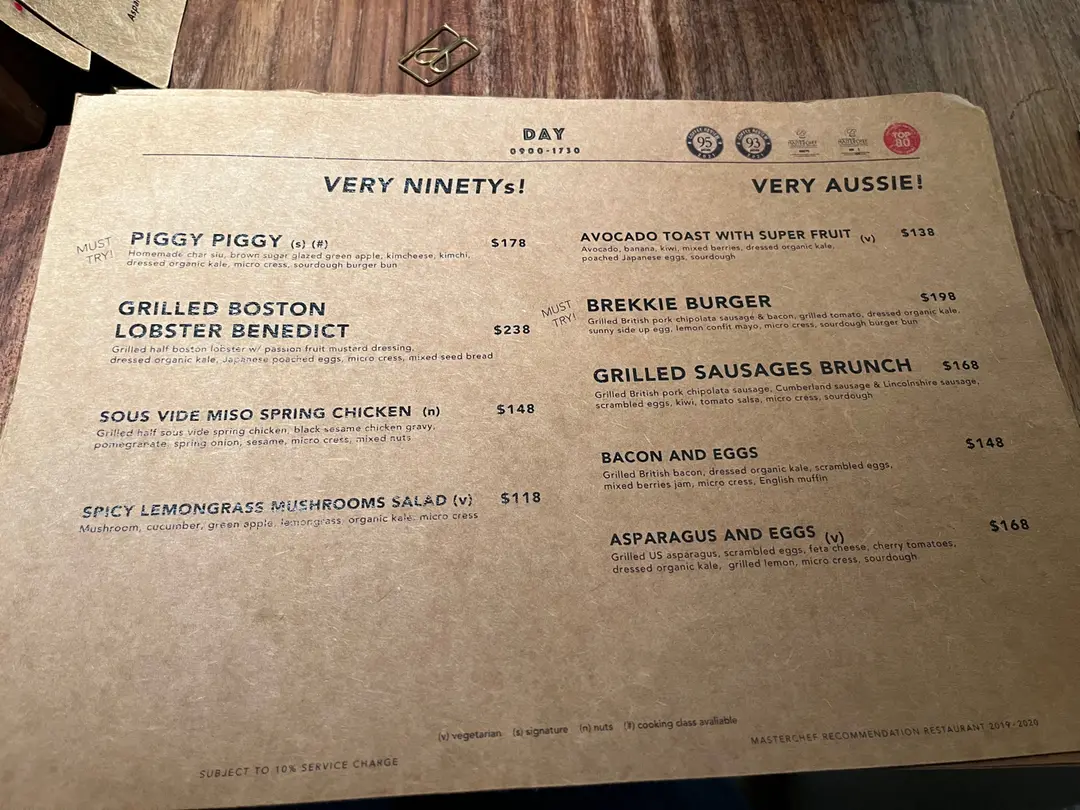 DAY
0900-1730
95
93
TOP
80
VERY NINETYs!
MUST
TRY!
PIGGY PIGGY (s) (#)
$178
Homemade char siu, brown sugar glazed green apple, kimcheese, kimchi,
dressed organic kale, micro cress, sourdough burger bun
GRILLED BOSTON
LOBSTER BENEDICT
$238
Grilled half boston lobster w/ passion fruit mustard dressing,
dressed organic kale, Japanese poached eggs, micro cress, mixed seed bread
SOUS VIDE MISO SPRING CHICKEN (n)
$148
Grilled half sous vide spring chicken, black sesame chicken gravy,
pomegranate, spring onion, sesame, micro cress, mixed nuts
SPICY LEMONGRASS MUSHROOMS SALAD (v)
$118
Mushroom, cucumber, green apple, lemongrass, organic kale, micro cress
VERY AUSSIE!
AVOCADO TOAST WITH SUPER FRUIT (v)
$138
Avocado, banana, kiwi, mixed berries, dressed organic kale,
poached Japanese eggs, sourdough
MUST
TRY!
BREKKIE BURGER
$198
Grilled British pork chipolata sausage & bacon, grilled tomato, dressed organic kale,
sunny side up egg, lemon confit mayo, micro cress, sourdough burger bun
GRILLED SAUSAGES BRUNCH
$168
Grilled British pork chipolata sausage, Cumberland sausage & Lincolnshire sausage,
scrambled eggs, kiwi, tomato salsa, micro cress, sourdough
BACON AND EGGS
$148
Grilled British bacon, dressed organic kale, scrambled eggs,
mixed berries jam, micro cress, English muffin
ASPARAGUS AND EGGS (v)
$168
Grilled US asparagus, scrambled eggs, feta cheese, cherry tomatoes,
dressed organic kale, grilled lemon, micro cress, sourdough
(v) vegetarian (s) signature (n) nuts (#) cooking class avaliable
SUBJECT TO 10% SERVICE CHARGE
MASTERCHEF RECOMMENDATION RESTAURANT 2019-2020